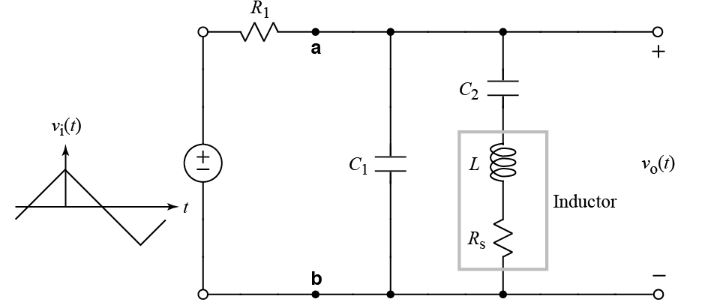 R1
a
C2
vi(t)
+
−
C1
L
+
vo(t)
t
Inductor
Rs
b
−